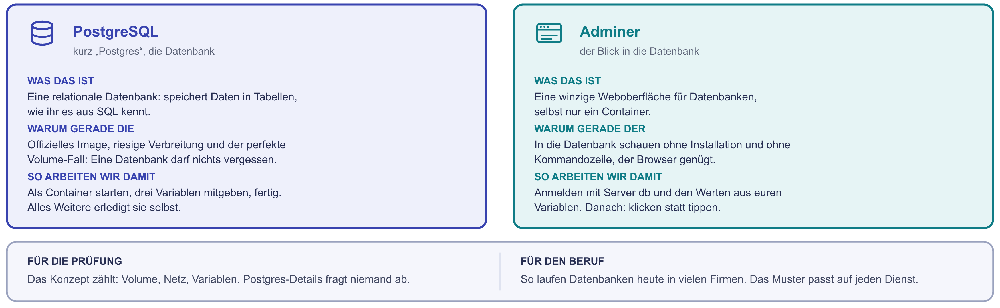 PostgreSQL
kurz „Postgres“, die Datenbank
WAS DAS IST
Eine relationale Datenbank: speichert Daten in Tabellen,
wie ihr es aus SQL kennt.
WARUM GERADE DIE
Offizielles Image, riesige Verbreitung und der perfekte
Volume-Fall: Eine Datenbank darf nichts vergessen.
SO ARBEITEN WIR DAMIT
Als Container starten, drei Variablen mitgeben, fertig.
Alles Weitere erledigt sie selbst.
Adminer
der Blick in die Datenbank
WAS DAS IST
Eine winzige Weboberfläche für Datenbanken,
selbst nur ein Container.
WARUM GERADE DER
In die Datenbank schauen ohne Installation und ohne
Kommandozeile, der Browser genügt.
SO ARBEITEN WIR DAMIT
Anmelden mit Server db und den Werten aus euren
Variablen. Danach: klicken statt tippen.
FÜR DIE PRÜFUNG
Das Konzept zählt: Volume, Netz, Variablen. Postgres-Details fragt niemand ab.
FÜR DEN BERUF
So laufen Datenbanken heute in vielen Firmen. Das Muster passt auf jeden Dienst.